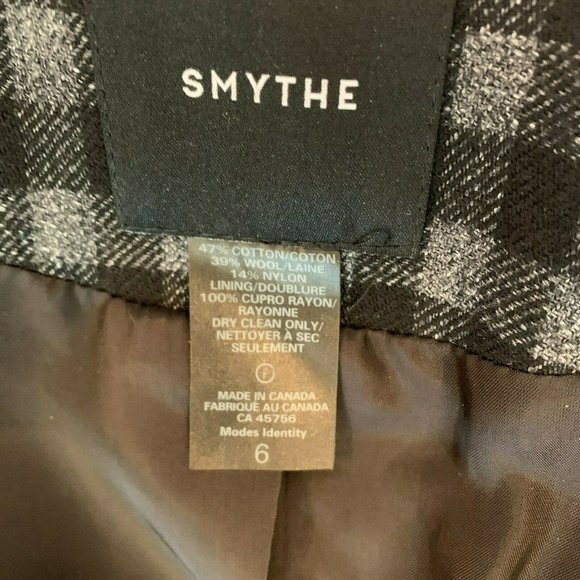 SMYTHE
47% COTTON/COTON
39% WOOL/LAINE
14% NYLON
LINING/DOUBLURE
100% CUPRO RAYON/
RAYONNE
DRY CLEAN ONLY/
NETTOYER À SEC
SEULEMENT
F
MADE IN CANADA
FABRIQUE AU CANADA
CA 45756
Modes Identity
6